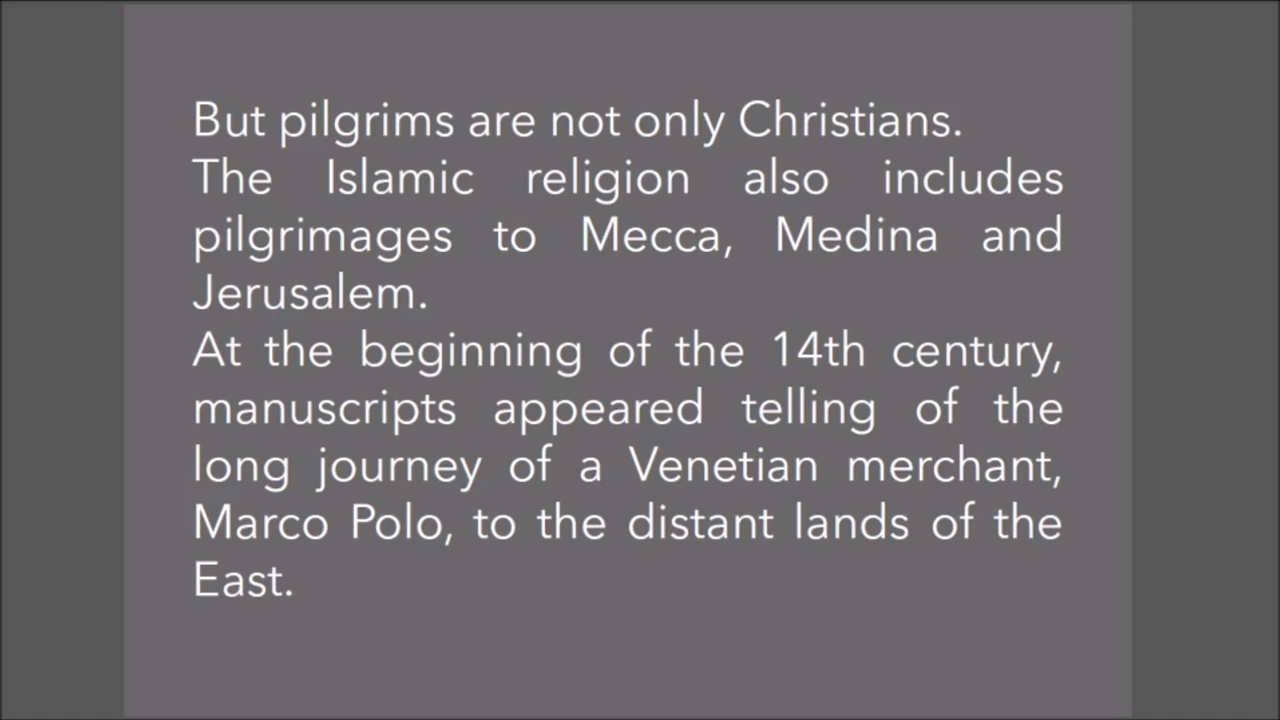 But pilgrims are not only Christians.
The Islamic religion also includes
pilgrimages to Mecca, Medina and
Jerusalem.
At the beginning of the 14th century,
manuscripts appeared telling of the
long journey of a Venetian merchant,
Marco Polo, to the distant lands of the
East.